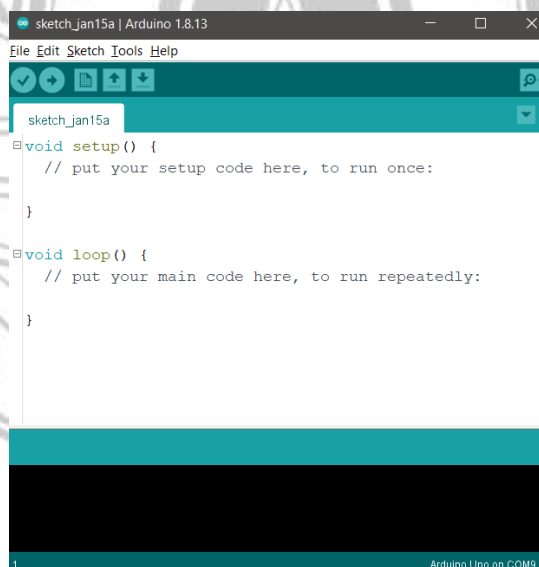 sketch_jan15a | Arduino 1.8.13
File Edit Sketch Tools Help
sketch_jan15a
void setup() {
  // put your setup code here, to run once:
}
void loop() {
  // put your main code here, to run repeatedly:
}
1
Arduino Uno on COM9